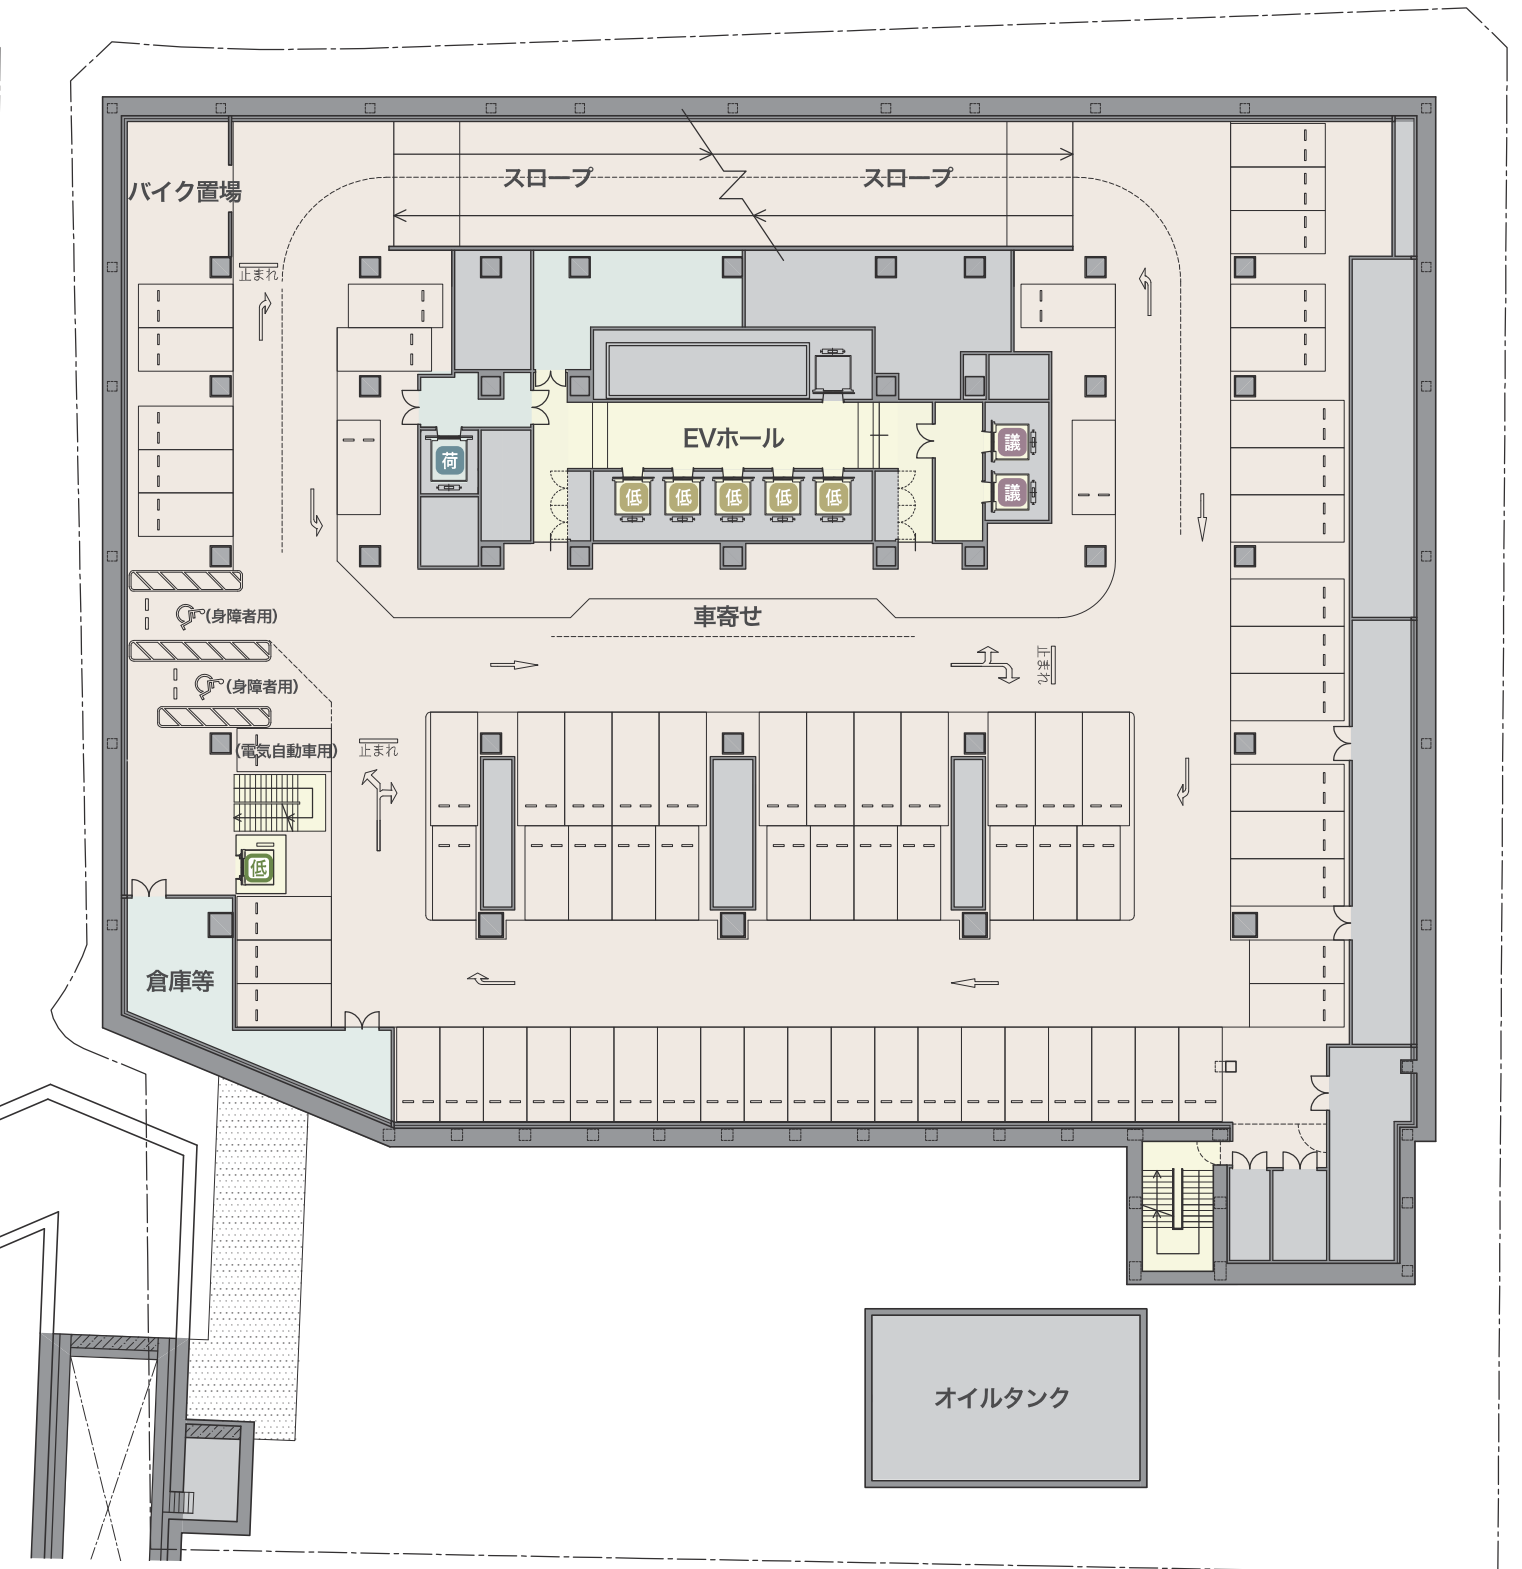 スロープ
スロープ
バイク置場
止まれ
EVホール
議
荷
議
低
低
低
低
低
(身障者用)
車寄せ
止まれ
(身障者用)
(電気自動車用)
止まれ
低
倉庫等
オイルタンク